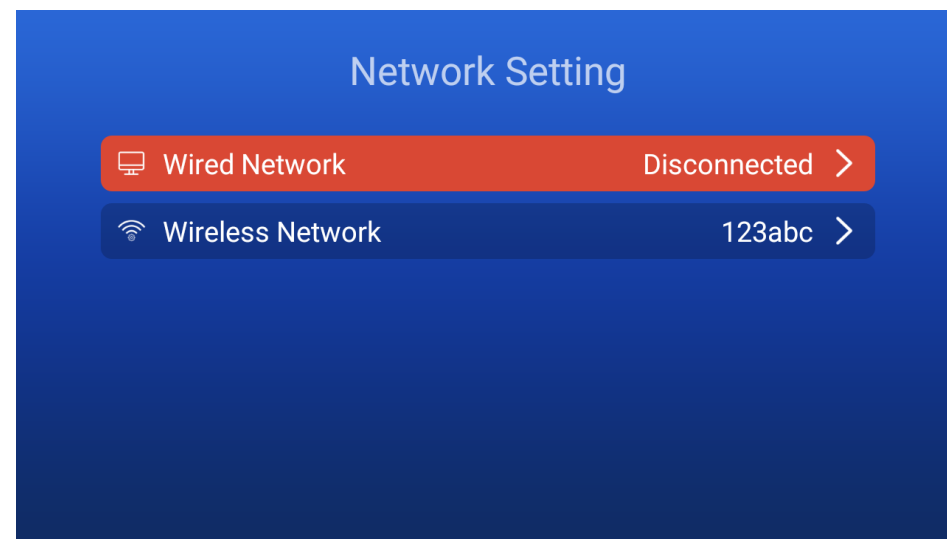 Network Setting
Wired Network Disconnected
Wireless Network 123abc